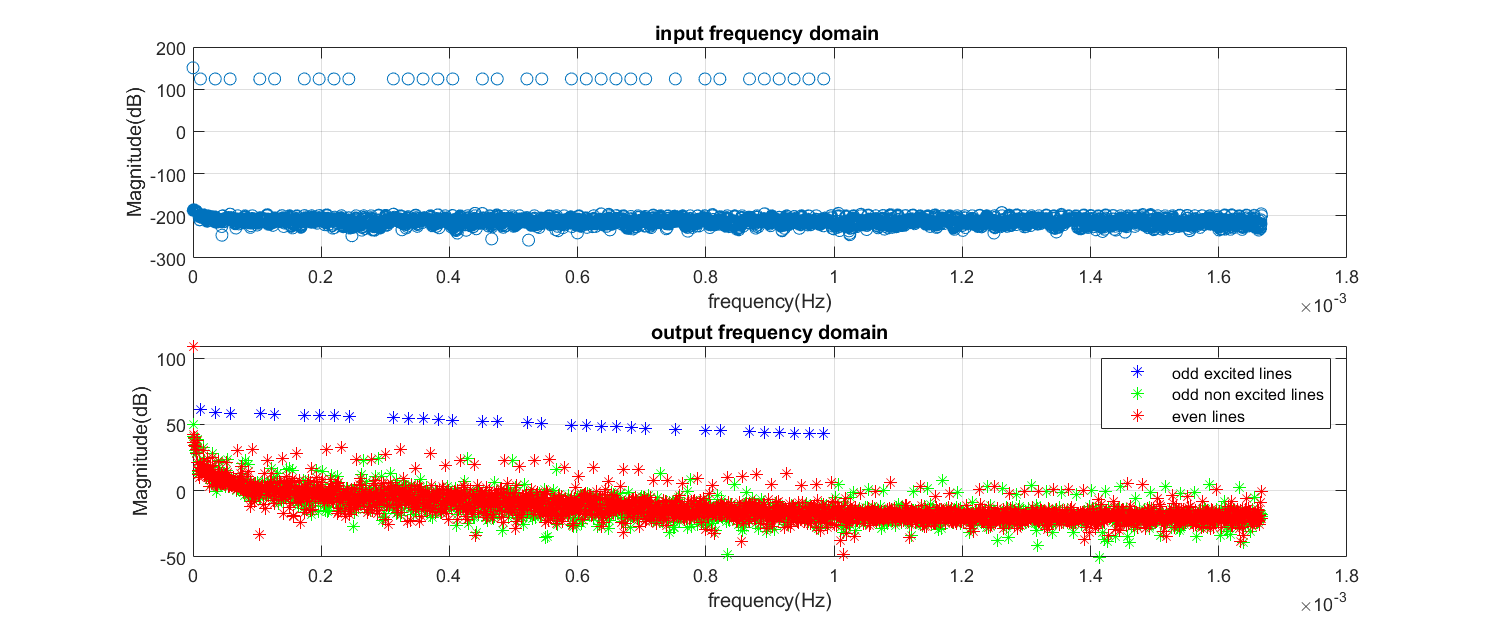 input frequency domain
200
100
0
-100
-200
-300
Magnitude(dB)
0 0.2 0.4 0.6 0.8 1 1.2 1.4 1.6 1.8
frequency(Hz)
×10-3
output frequency domain
100
50
0
-50
Magnitude(dB)
odd excited lines
odd non excited lines
even lines
0 0.2 0.4 0.6 0.8 1 1.2 1.4 1.6 1.8
frequency(Hz)
×10-3